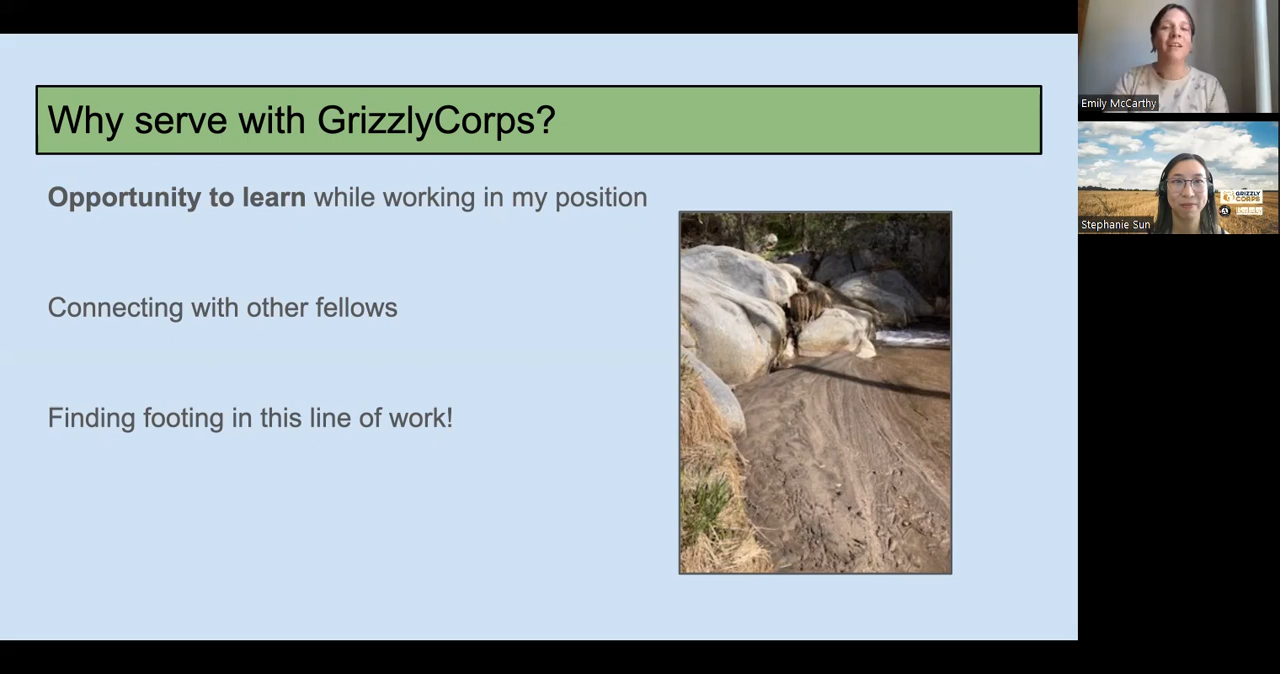 Why serve with GrizzlyCorps?
Opportunity to learn while working in my position
Connecting with other fellows
Finding footing in this line of work!
Emily McCarthy
GRIZZLY
CORPS
Stephanie Sun